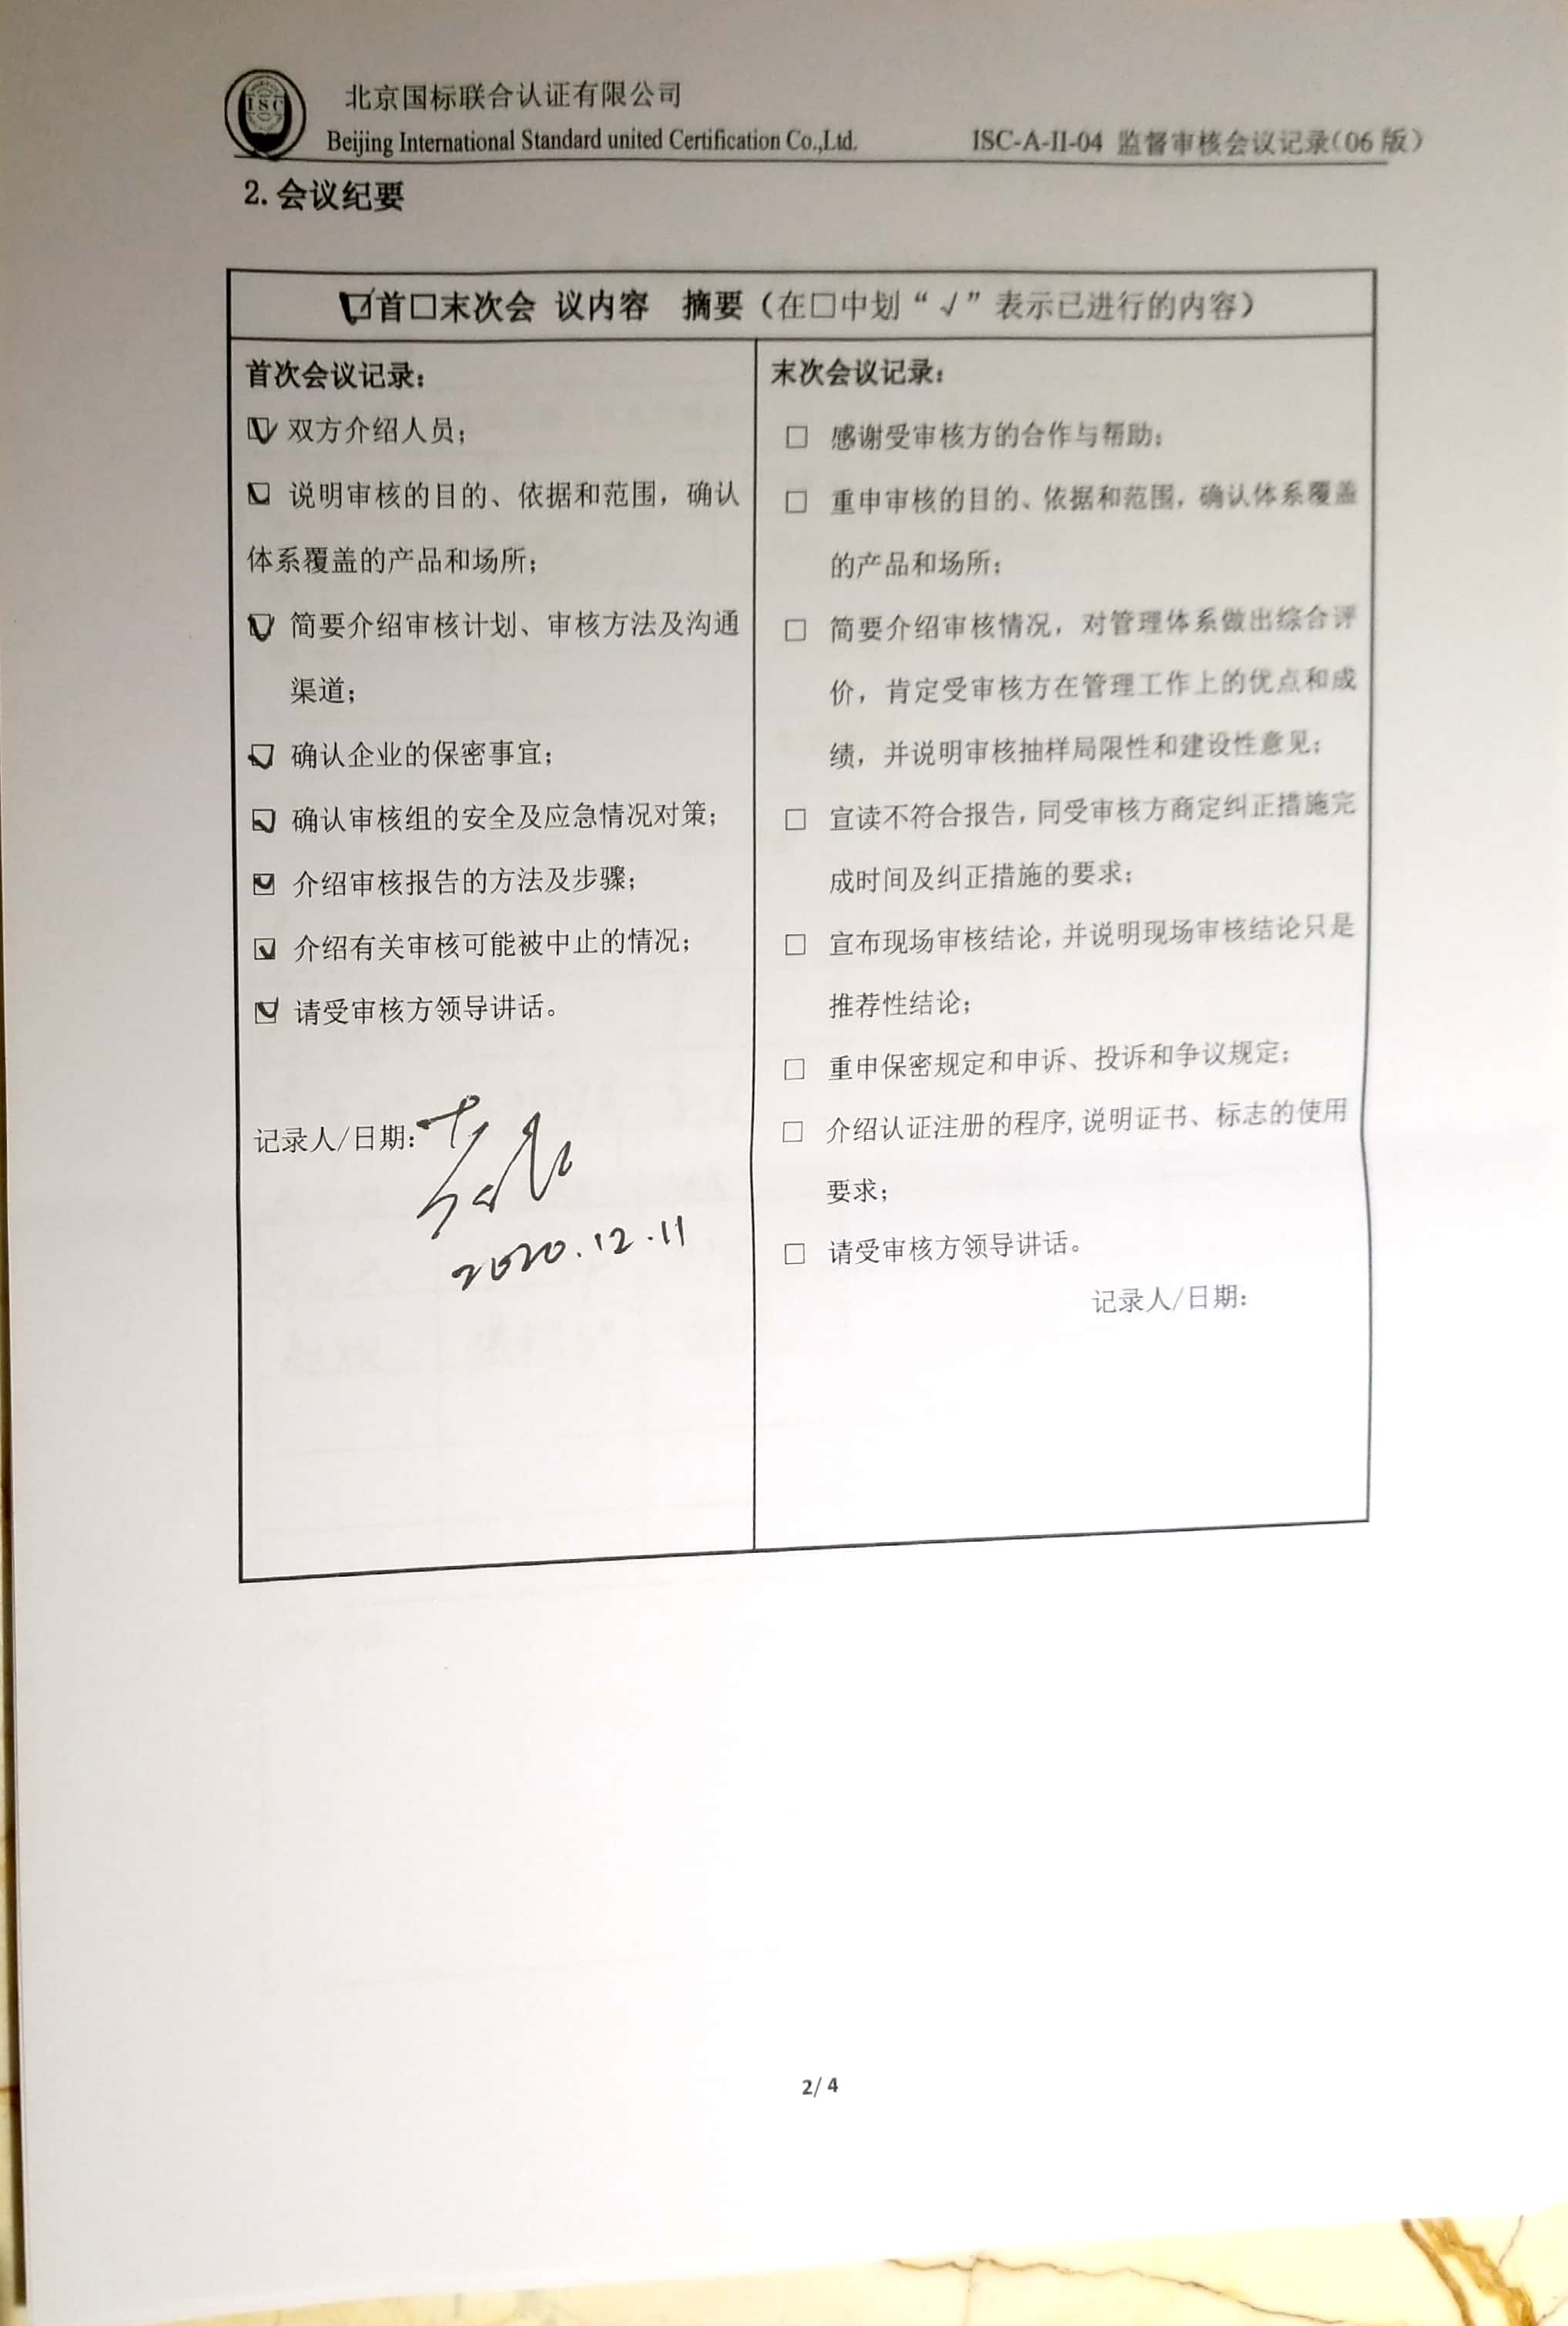 ISC
北京国标联合认证有限公司
Beijing International Standard united Certification Co.,Ltd.
ISC-A-II-04 监督审核会议记录(06版)
2.会议纪要
☑首□末次会 议内容 摘要（在□中划“√”表示已进行的内容）
首次会议记录：
☑ 双方介绍人员；
☑ 说明审核的目的、依据和范围，确认
体系覆盖的产品和场所；
☑ 简要介绍审核计划、审核方法及沟通
渠道；
☑ 确认企业的保密事宜；
☑ 确认审核组的安全及应急情况对策；
☑ 介绍审核报告的方法及步骤；
☑ 介绍有关审核可能被中止的情况；
☑ 请受审核方领导讲话。
记录人/日期：
2020.12.11
末次会议记录：
□ 感谢受审核方的合作与帮助；
□ 重申审核的目的、依据和范围，确认体系覆盖
的产品和场所；
□ 简要介绍审核情况，对管理体系做出综合评
价，肯定受审核方在管理工作上的优点和成
绩，并说明审核抽样局限性和建设性意见；
□ 宣读不符合报告，同受审核方商定纠正措施完
成时间及纠正措施的要求；
□ 宣布现场审核结论，并说明现场审核结论只是
推荐性结论；
□ 重申保密规定和申诉、投诉和争议规定；
□ 介绍认证注册的程序,说明证书、标志的使用
要求；
□ 请受审核方领导讲话。
记录人/日期：
2/ 4